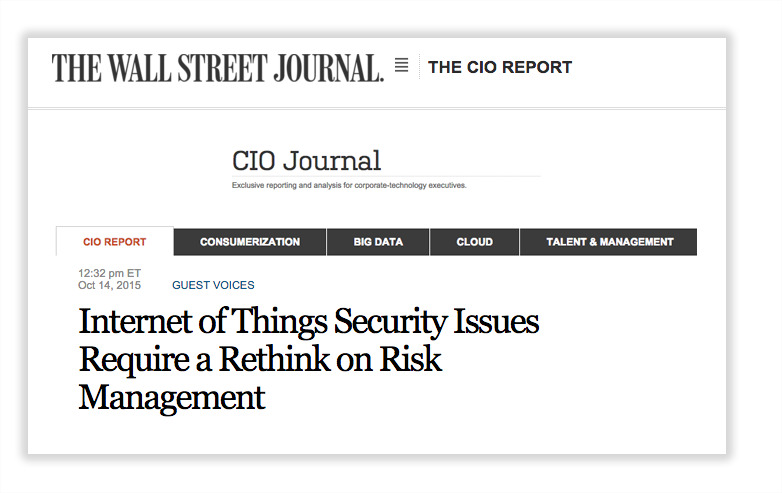 THE WALL STREET JOURNAL. THE CIO REPORT
CIO Journal
Exclusive reporting and analysis for corporate-technology executives.
CIO REPORT CONSUMERIZATION BIG DATA CLOUD TALENT & MANAGEMENT
12:32 pm ET
Oct 14, 2015 GUEST VOICES
Internet of Things Security Issues
Require a Rethink on Risk
Management